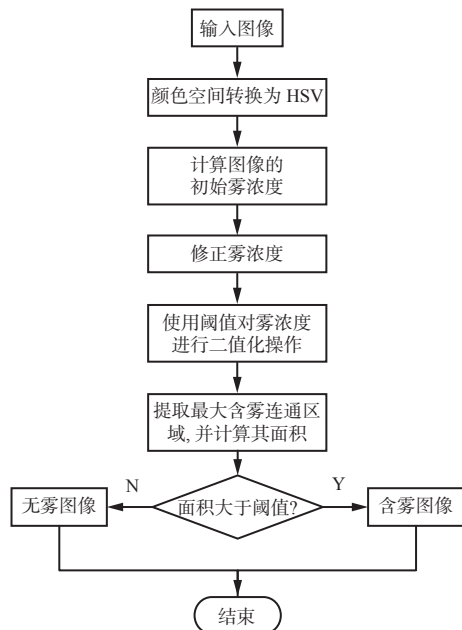 输入图像
颜色空间转换为 HSV
计算图像的
初始雾浓度
修正雾浓度
使用阈值对雾浓度
进行二值化操作
提取最大含雾连通区
域, 并计算其面积
N
Y
无雾图像
面积大于阈值?
含雾图像
结束